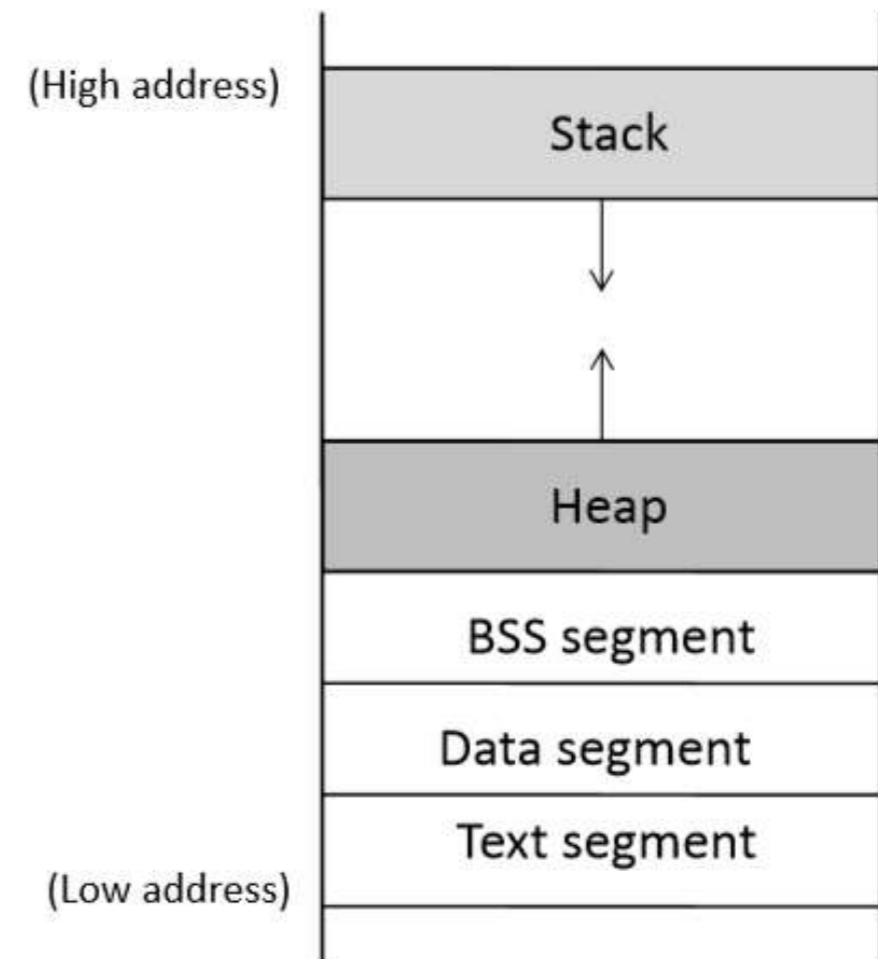 (High address)
Stack
Heap
BSS segment
Data segment
Text segment
(Low address)